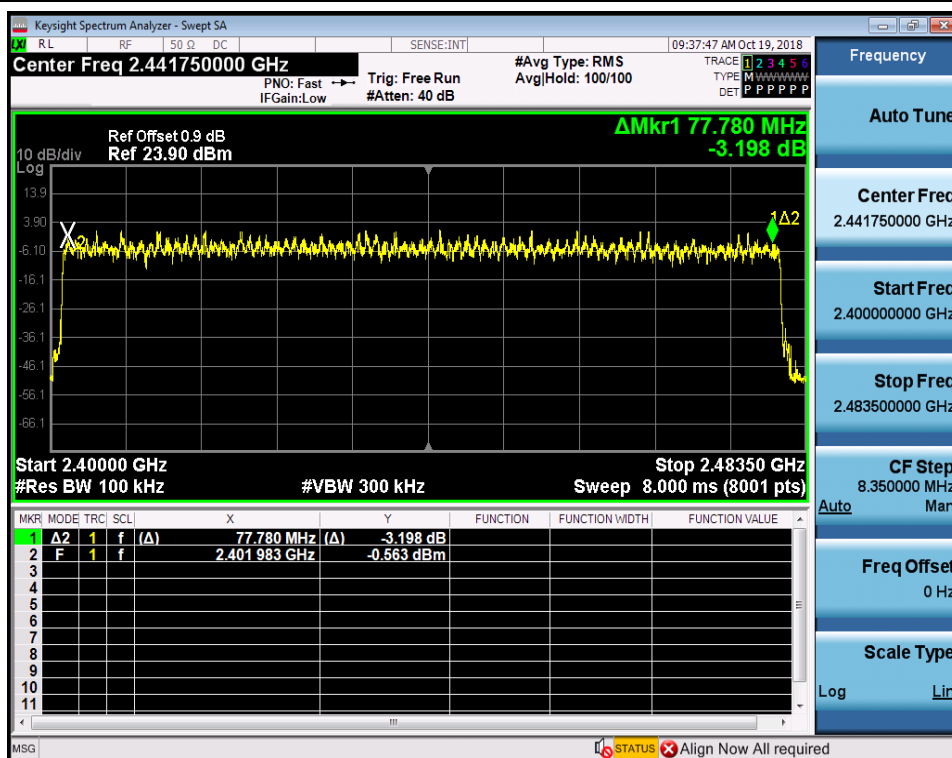 Keysight Spectrum Analyzer - Swept SA
LXI RL RF 50 Ω DC SENSE:INT 09:37:47 AM Oct 19, 2018
Center Freq 2.441750000 GHz
PNO: Fast
IFGain:Low
Trig: Free Run
#Atten: 40 dB
#Avg Type: RMS
Avg|Hold: 100/100
TRACE 1 2 3 4 5 6
TYPE M WWWWW
DET P P P P P P
Ref Offset 0.9 dB
10 dB/div Ref 23.90 dBm
Log
ΔMkr1 77.780 MHz
-3.198 dB
13.9
3.90
-6.10
-16.1
-26.1
-36.1
-46.1
-56.1
-66.1
X2
1Δ2
Start 2.40000 GHz Stop 2.48350 GHz
#Res BW 100 kHz #VBW 300 kHz Sweep 8.000 ms (8001 pts)
MKR MODE TRC SCL X Y FUNCTION FUNCTION WIDTH FUNCTION VALUE
1 Δ2 1 f (Δ) 77.780 MHz (Δ) -3.198 dB
2 F 1 f 2.401 983 GHz -0.563 dBm
3
4
5
6
7
8
9
10
11
MSG STATUS Align Now All required
Frequency
Auto Tune
Center Freq
2.441750000 GHz
Start Freq
2.400000000 GHz
Stop Freq
2.483500000 GHz
CF Step
8.350000 MHz
Auto Man
Freq Offset
0 Hz
Scale Type
Log Lin